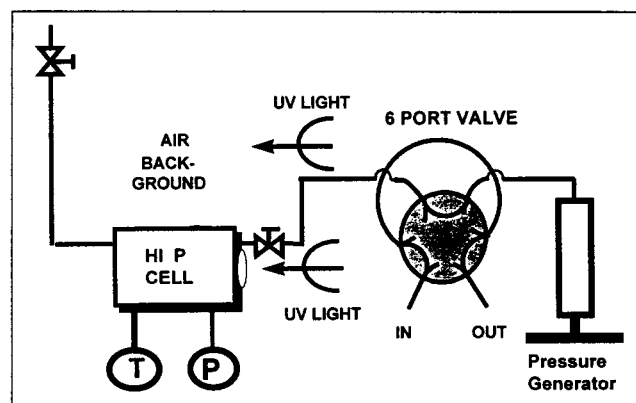 UV LIGHT
6 PORT VALVE
AIR
BACK-
GROUND
HI P
CELL
UV LIGHT
IN
OUT
T
P
Pressure
Generator